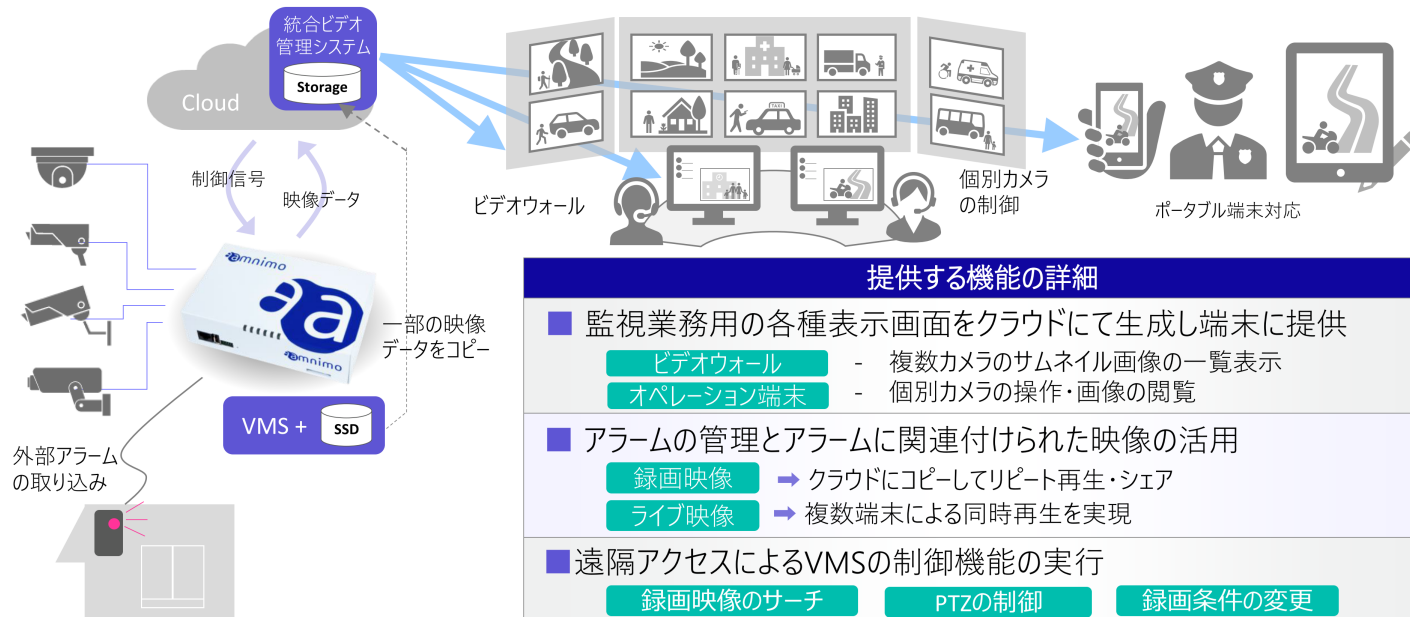 統合ビデオ
管理システム
Storage
Cloud
制御信号
映像データ
amnimo
a
amnimo
一部の映像
データをコピー
VMS +
SSD
外部アラーム
の取り込み
TAXI
ビデオウォール
個別カメラ
の制御
ポータブル端末対応
提供する機能の詳細
■ 監視業務用の各種表示画面をクラウドにて生成し端末に提供
ビデオウォール - 複数カメラのサムネイル画像の一覧表示
オペレーション端末 - 個別カメラの操作・画像の閲覧
■ アラームの管理とアラームに関連付けられた映像の活用
録画映像 ➡ クラウドにコピーしてリピート再生・シェア
ライブ映像 ➡ 複数端末による同時再生を実現
■遠隔アクセスによるVMSの制御機能の実行
録画映像のサーチ PTZの制御 録画条件の変更